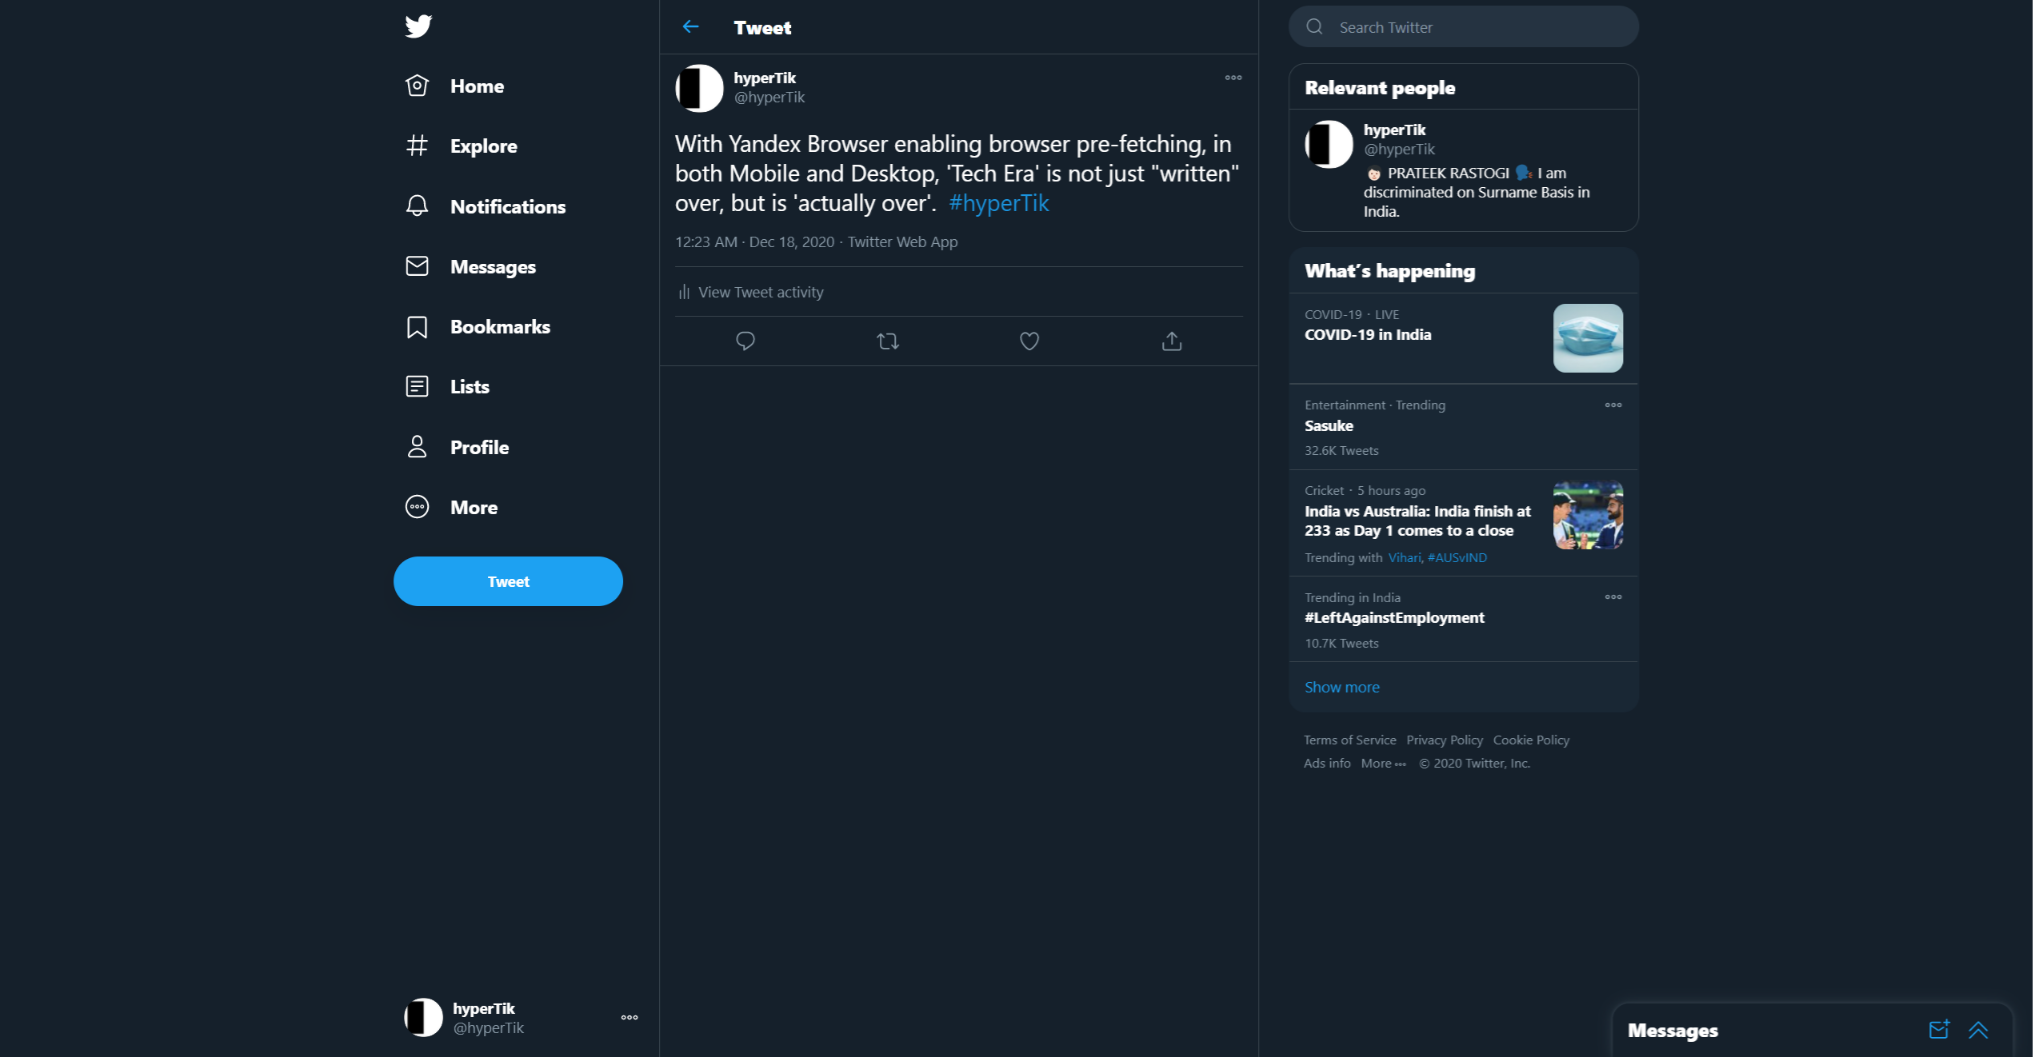 Home
Explore
Notifications
Messages
Bookmarks
Lists
Profile
More
Tweet
hyperTik
@hyperTik
Tweet
hyperTik
@hyperTik
With Yandex Browser enabling browser pre-fetching, in
both Mobile and Desktop, 'Tech Era' is not just "written"
over, but is 'actually over'. #hyperTik
12:23 AM · Dec 18, 2020 · Twitter Web App
View Tweet activity
Search Twitter
Relevant people
hyperTik
@hyperTik
PRATEEK RASTOGI I am
discriminated on Surname Basis in
India.
What's happening
COVID-19 · LIVE
COVID-19 in India
Entertainment · Trending
Sasuke
32.6K Tweets
Cricket · 5 hours ago
India vs Australia: India finish at
233 as Day 1 comes to a close
Trending with Vihari, #AUSvIND
Trending in India
#LeftAgainstEmployment
10.7K Tweets
Show more
Terms of Service Privacy Policy Cookie Policy
Ads info More © 2020 Twitter, Inc.
Messages